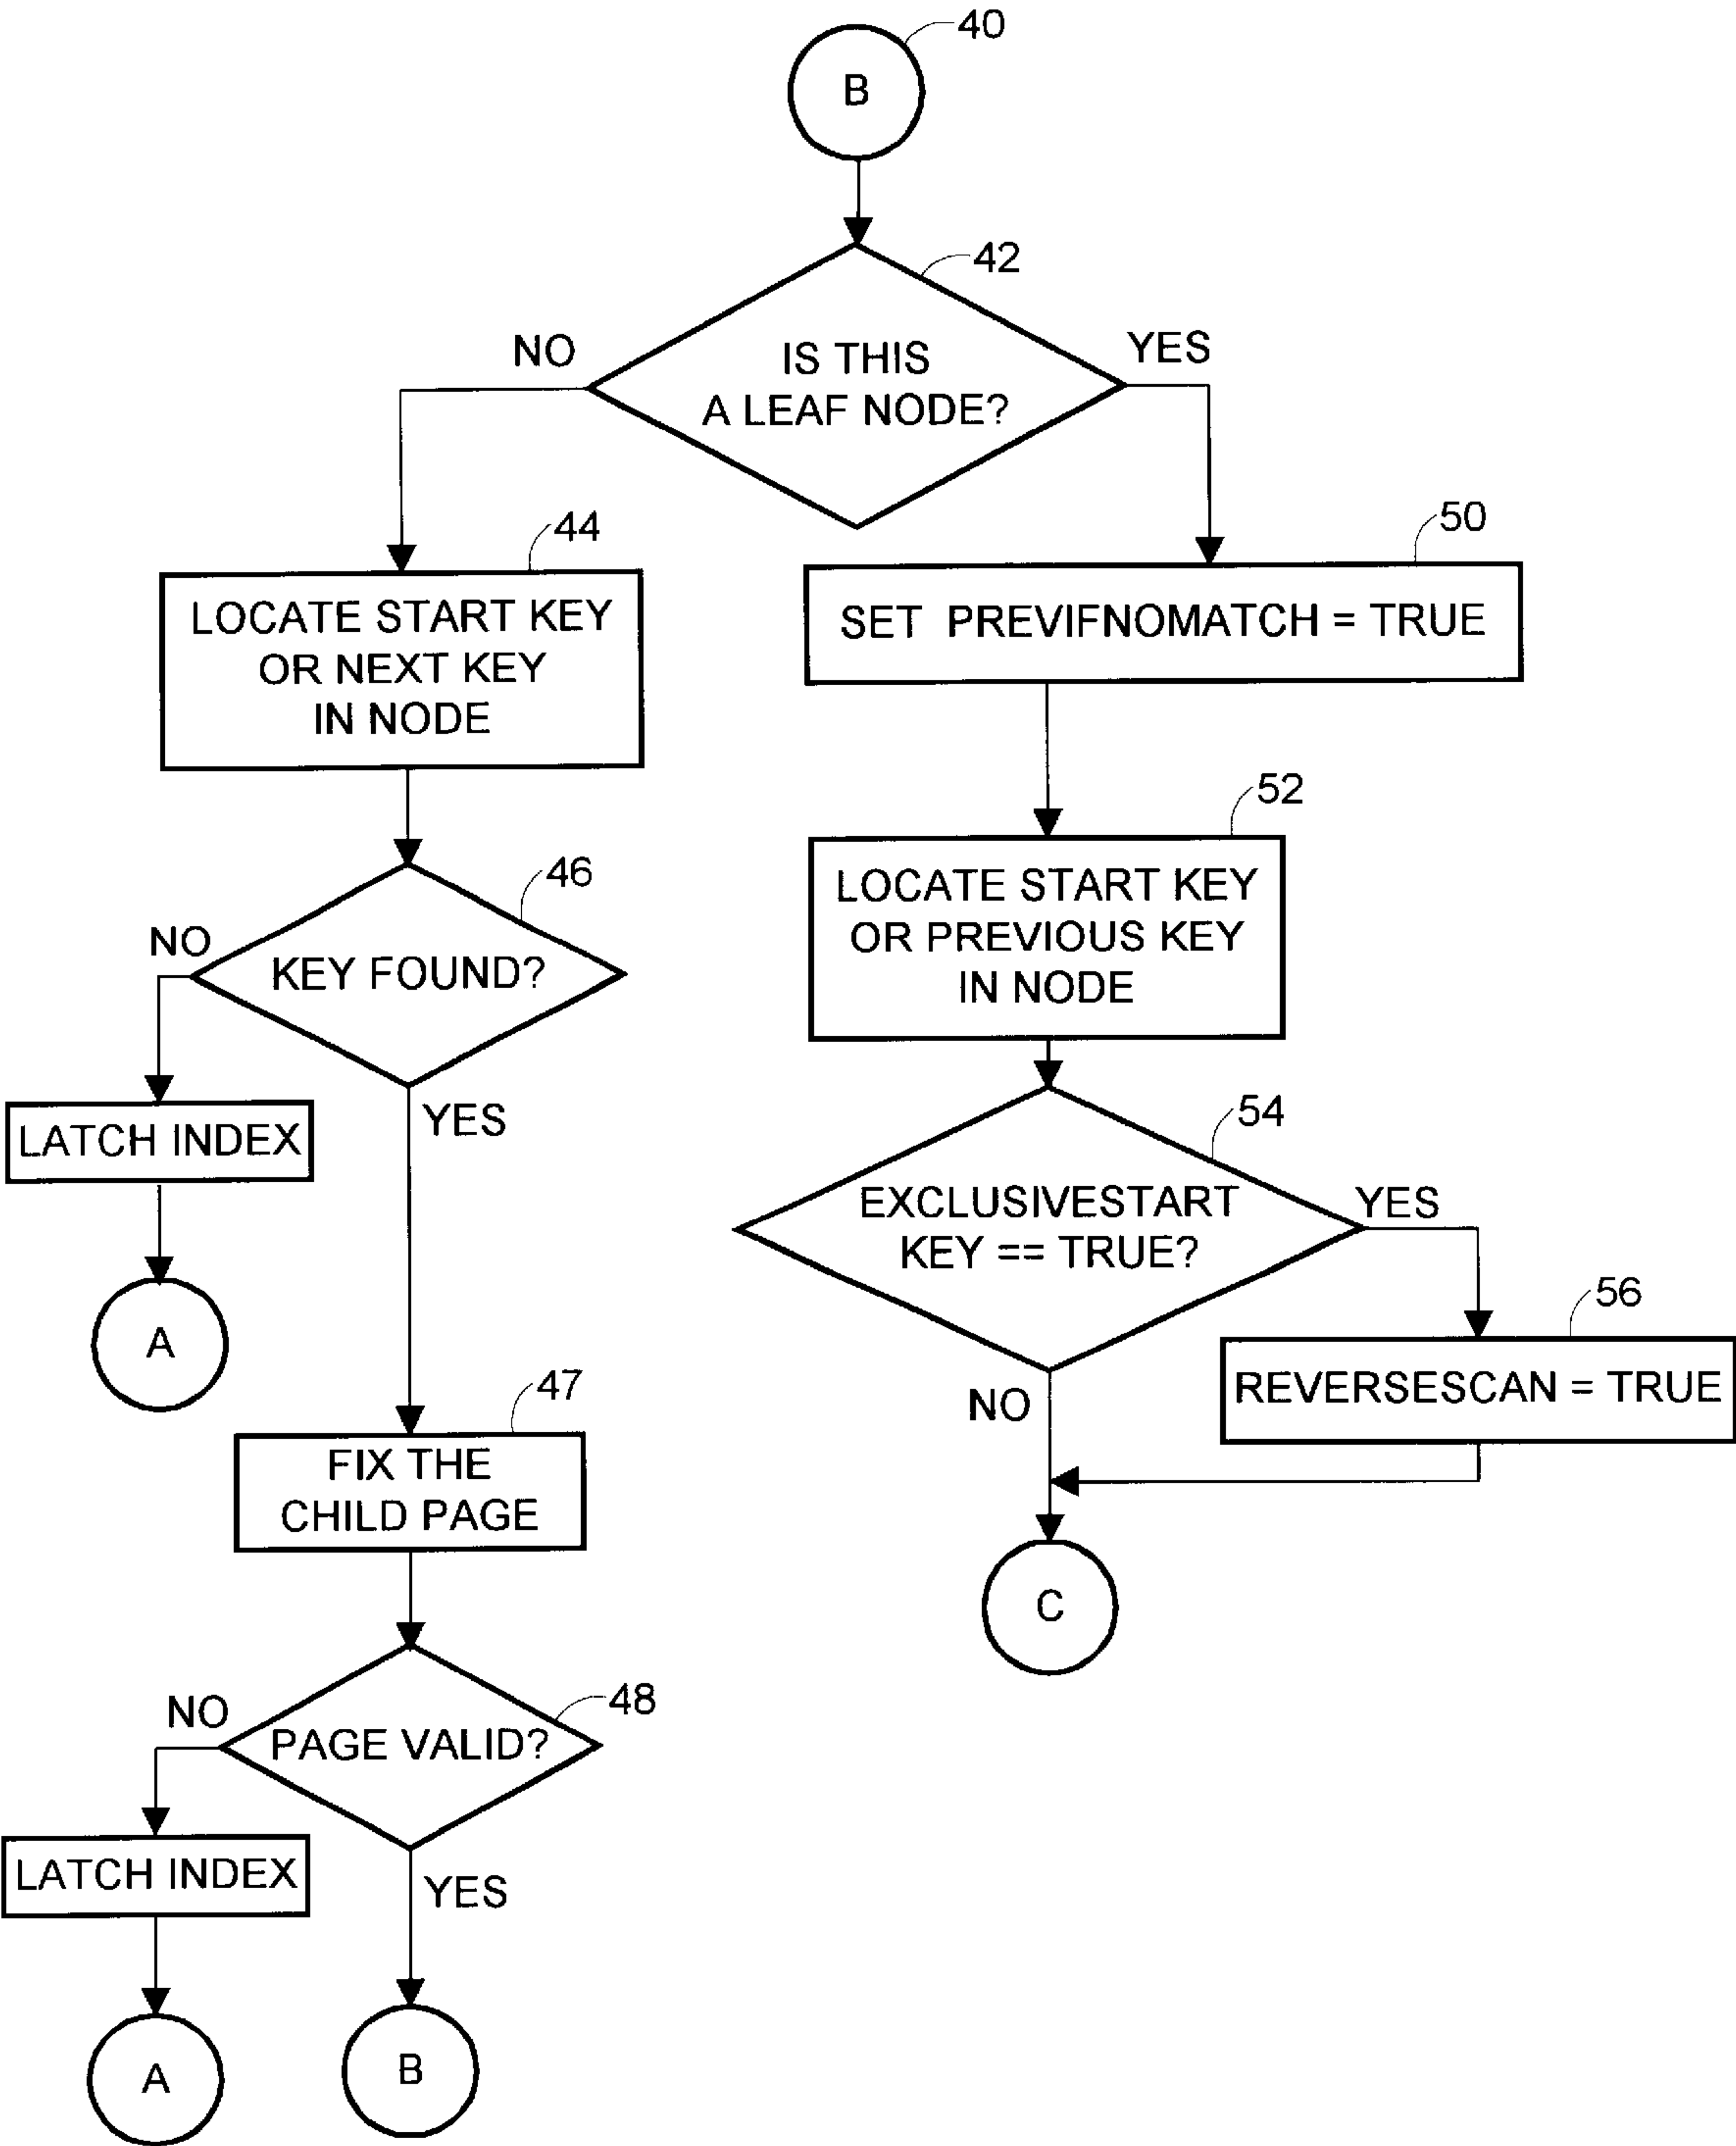 40
B
42
NO
YES
IS THIS
A LEAF NODE?
44
50
LOCATE START KEY
OR NEXT KEY
IN NODE
SET PREVIFNOMATCH = TRUE
52
46
LOCATE START KEY
OR PREVIOUS KEY
IN NODE
NO
KEY FOUND?
YES
LATCH INDEX
54
EXCLUSIVESTART
KEY == TRUE?
YES
A
56
REVERSESCAN = TRUE
NO
47
FIX THE
CHILD PAGE
C
48
NO
PAGE VALID?
LATCH INDEX
YES
A
B